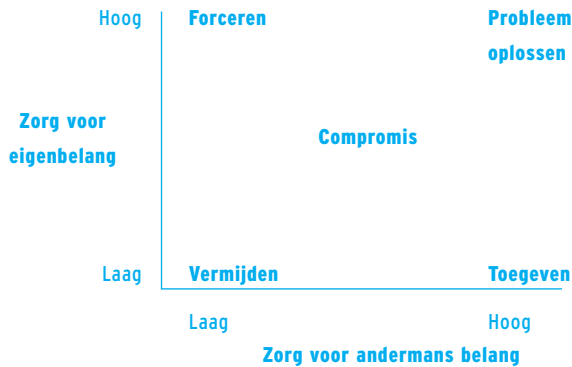 Hoog
Forceren
Probleem
oplossen
Zorg voor
eigenbelang
Compromis
Laag
Vermijden
Toegeven
Laag
Hoog
Zorg voor andermans belang